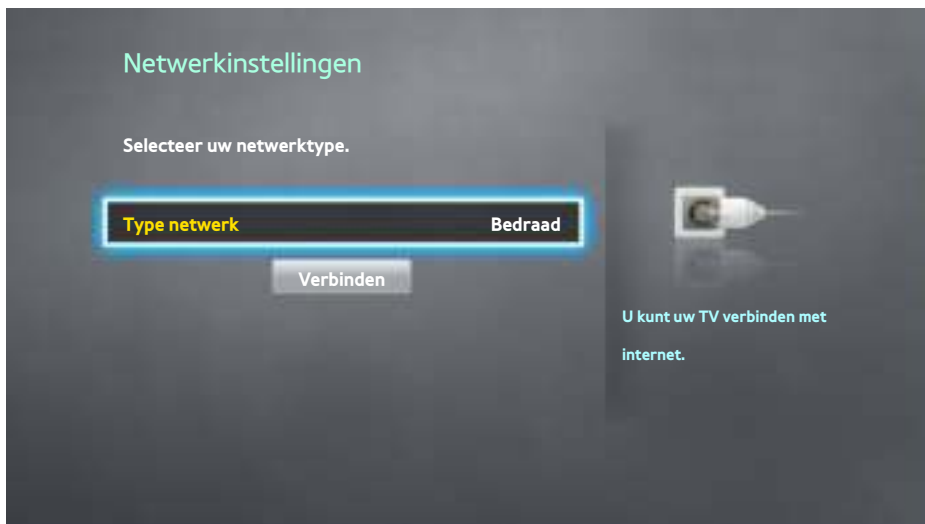 Netwerkinstellingen
Selecteer uw netwerktype.
Type netwerk Bedraad
Verbinden
U kunt uw TV verbinden met
internet.